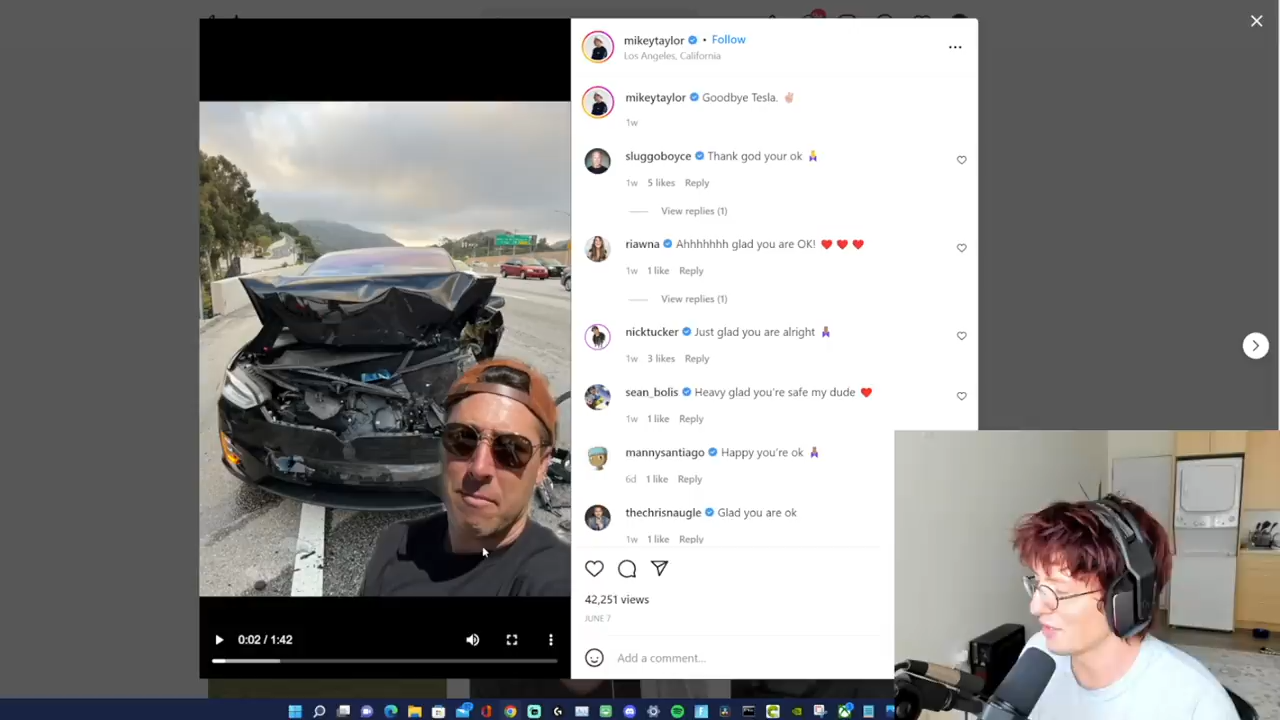 mikeytaylor • Follow
Los Angeles, California
mikeytaylor Goodbye Tesla. ✌🏻
1w
sluggoboyce Thank god your ok 🙏
1w 5 likes Reply
View replies (1)
riawna Ahhhhhhh glad you are OK! ❤️ ❤️ ❤️
1w 1 like Reply
View replies (1)
nicktucker Just glad you are alright 🙏🏽
1w 3 likes Reply
sean_bolis Heavy glad you're safe my dude ❤️
1w 1 like Reply
mannysantiago Happy you're ok 🙏🏽
6d 1 like Reply
thechrisnaugle Glad you are ok
1w 1 like Reply
42,251 views
JUNE 7
0:02 / 1:42
Add a comment...